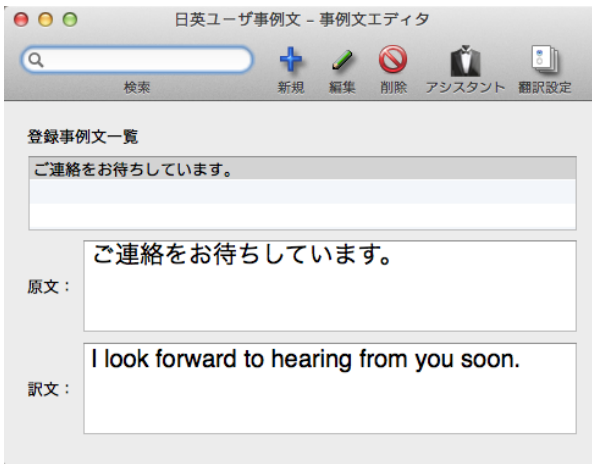 日英ユーザ事例文 – 事例文エディタ
検索 新規 編集 削除 アシスタント 翻訳設定
登録事例文一覧
ご連絡をお待ちしています。
原文： ご連絡をお待ちしています。
訳文： I look forward to hearing from you soon.